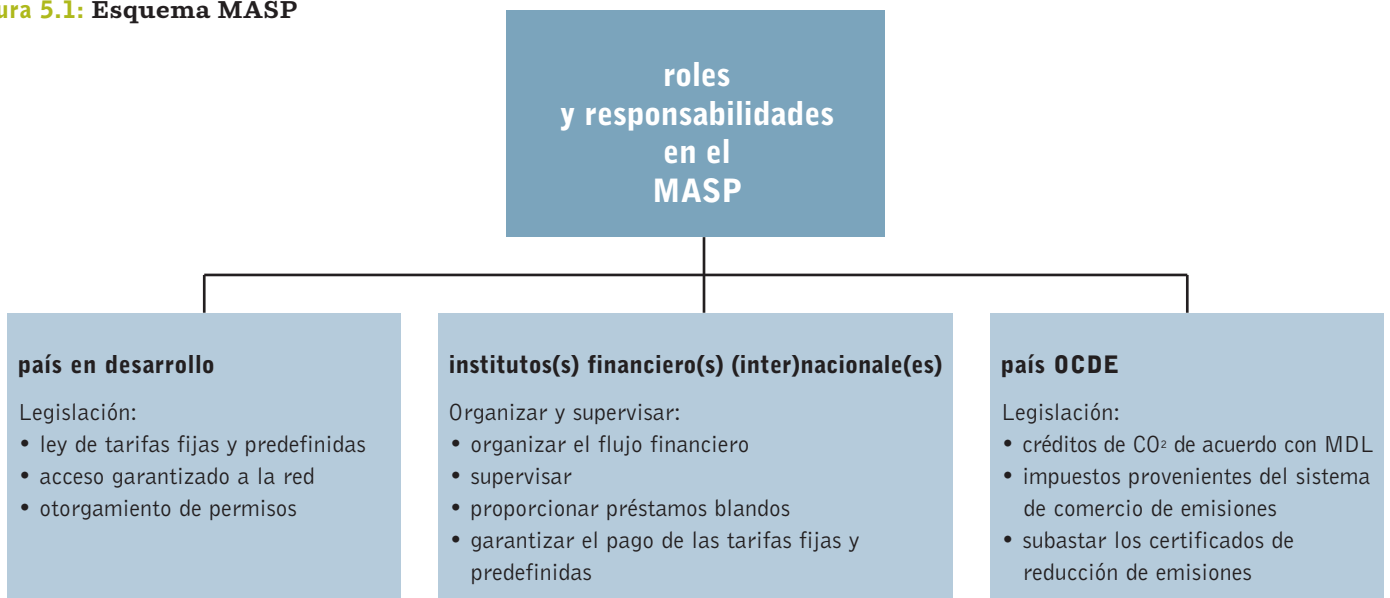 ura 5.1: Esquema MASP
roles
y responsabilidades
en el
MASP
país en desarrollo
Legislación:
• ley de tarifas fijas y predefinidas
• acceso garantizado a la red
• otorgamiento de permisos
institutos(s) financiero(s) (inter)nacionale(es)
Organizar y supervisar:
• organizar el flujo financiero
• supervisar
• proporcionar préstamos blandos
• garantizar el pago de las tarifas fijas y
predefinidas
país OCDE
Legislación:
• créditos de CO² de acuerdo con MDL
• impuestos provenientes del sistema
de comercio de emisiones
• subastar los certificados de
reducción de emisiones